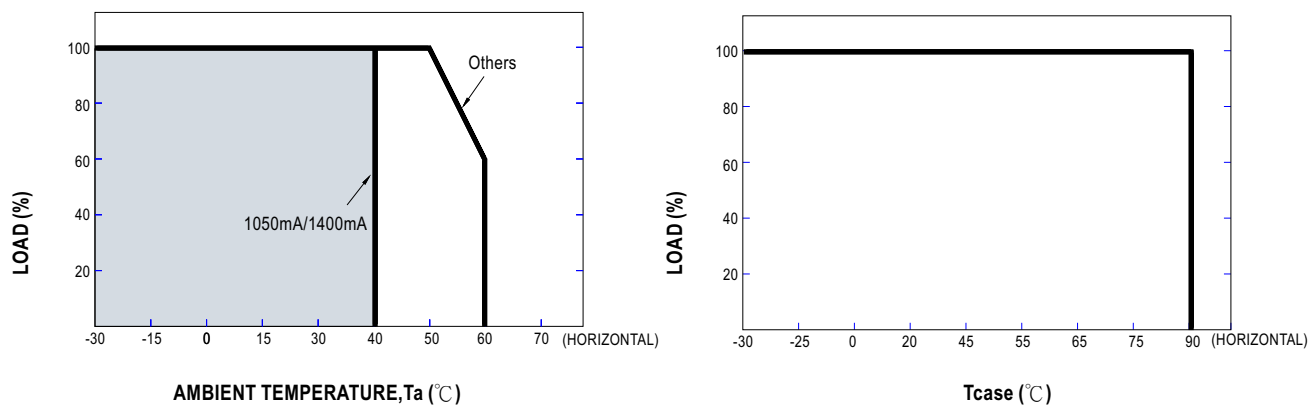 LOAD (%)
100
80
60
40
20
Others
1050mA/1400mA
-30 -15 0 15 30 40 50 60 70 (HORIZONTAL)
AMBIENT TEMPERATURE,Ta (℃)
LOAD (%)
100
80
60
40
20
-30 -25 0 20 45 55 65 75 90 (HORIZONTAL)
Tcase (℃)